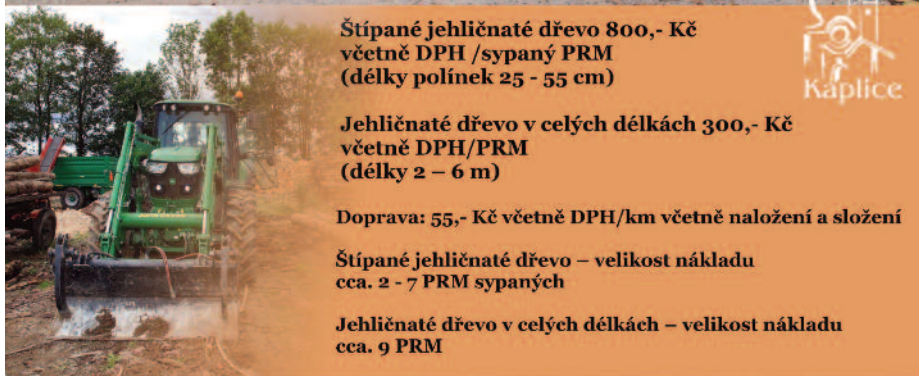 Štípané jehličnaté dřevo 800,- Kč
včetně DPH /sypaný PRM
(délky polínek 25 - 55 cm)
Kaplice
Jehličnaté dřevo v celých délkách 300,- Kč
včetně DPH/PRM
(délky 2 – 6 m)
Doprava: 55,- Kč včetně DPH/km včetně naložení a složení
Štípané jehličnaté dřevo – velikost nákladu
cca. 2 - 7 PRM sypaných
Jehličnaté dřevo v celých délkách – velikost nákladu
cca. 9 PRM